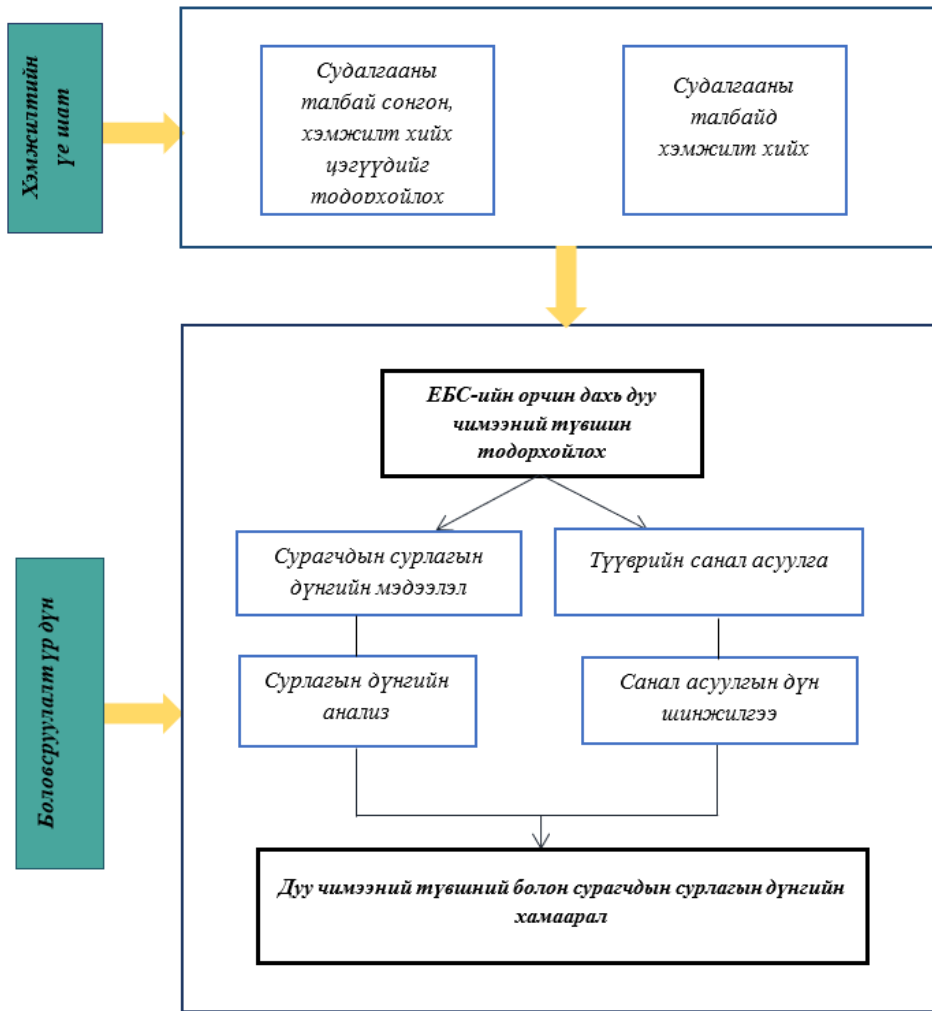 Хэмжилтийн
үе шат
Судалгааны
талбай сонгон,
хэмжилт хийх
цэгүүдийг
тодорхойлох
Судалгааны
талбайд
хэмжилт хийх
Боловсруулалт үр дүн
ЕБС-ийн орчин дахь дуу
чимээний түвшин
тодорхойлох
Сурагчдын сурлагын
дүнгийн мэдээлэл
Түүврийн санал асуулга
Сурлагын дүнгийн
анализ
Санал асуулгын дүн
шинжилгээ
Дуу чимээний түвшний болон сурагчдын сурлагын дүнгийн
хамаарал